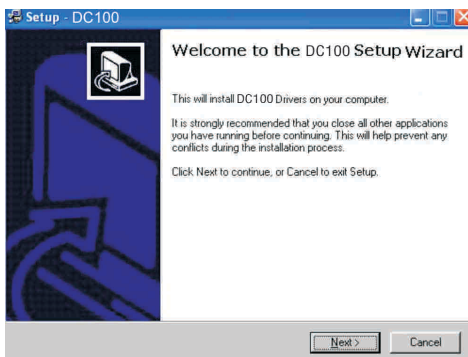 Setup - DC100
Welcome to the DC100 Setup Wizard
This will install DC100 Drivers on your computer.
It is strongly recommended that you close all other applications
you have running before continuing. This will help prevent any
conflicts during the installation process.
Click Next to continue, or Cancel to exit Setup.
Next >
Cancel